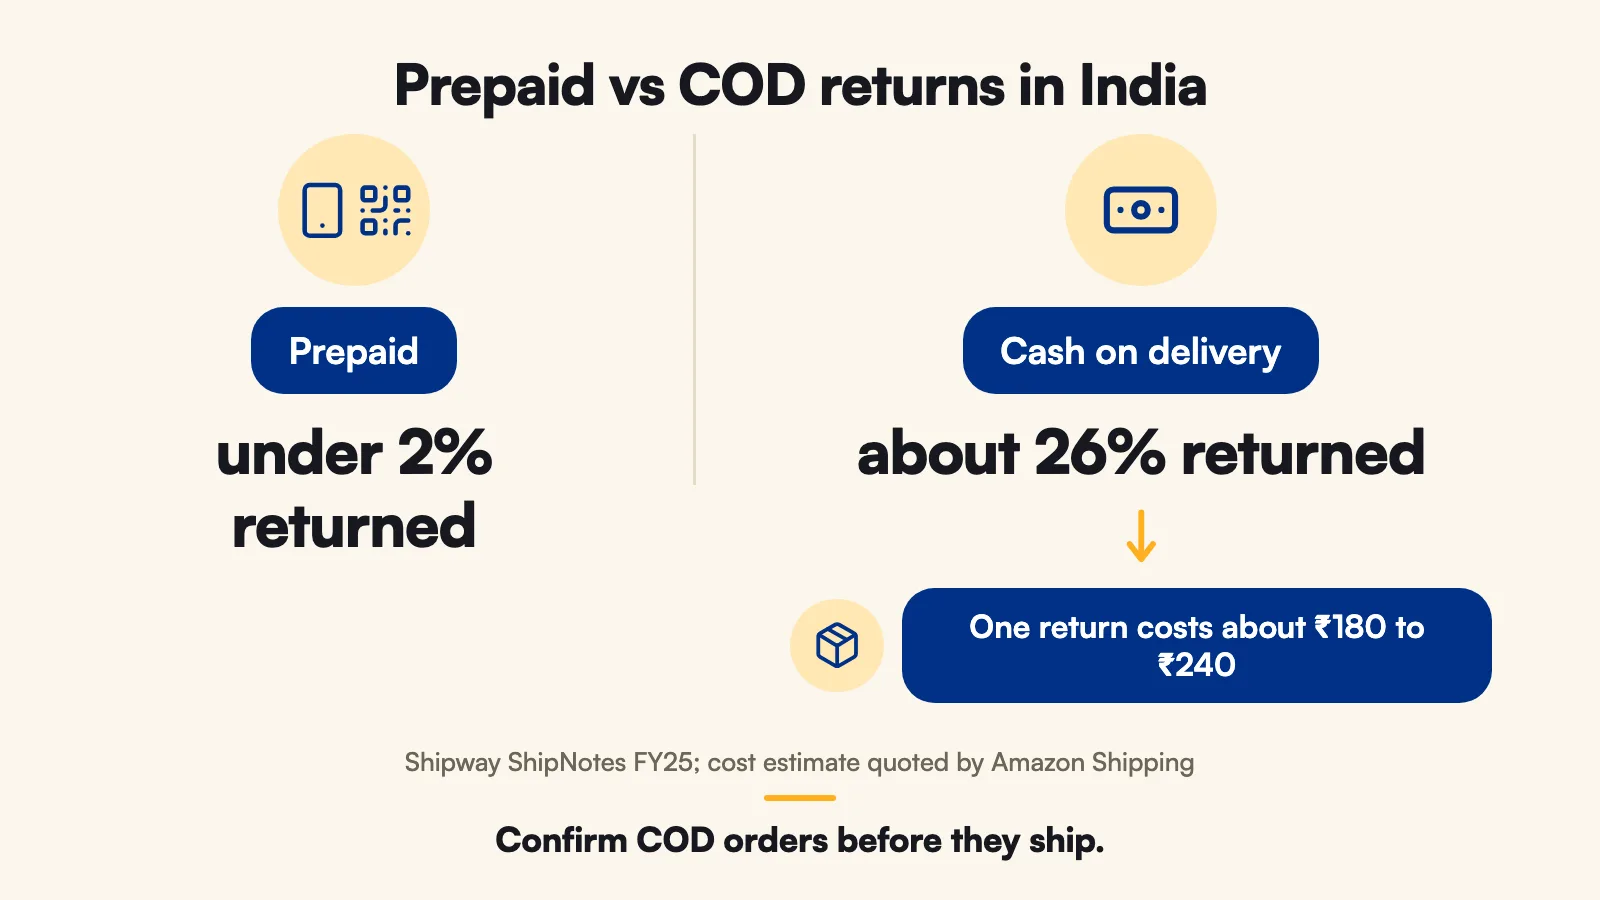 Prepaid vs COD returns in India
Prepaid
under 2%
returned
Cash on delivery
about 26% returned
One return costs about ₹180 to
₹240
Shipway ShipNotes FY25; cost estimate quoted by Amazon Shipping
Confirm COD orders before they ship.